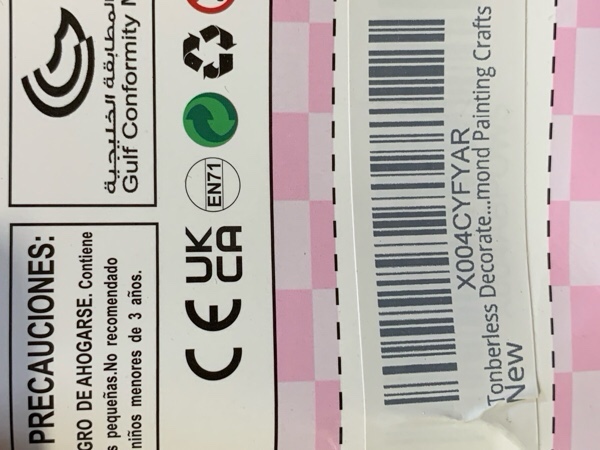 المطابقة الخليجية
Gulf Conformity
PRECAUCIONES:
DE AHOGARSE. Contiene
pequeñas.No recomendado
niños menores de 3 años.
CE
UK
CA
EN71
X004CYFYAR
Tonberless Decorate...mond Painting Crafts
New